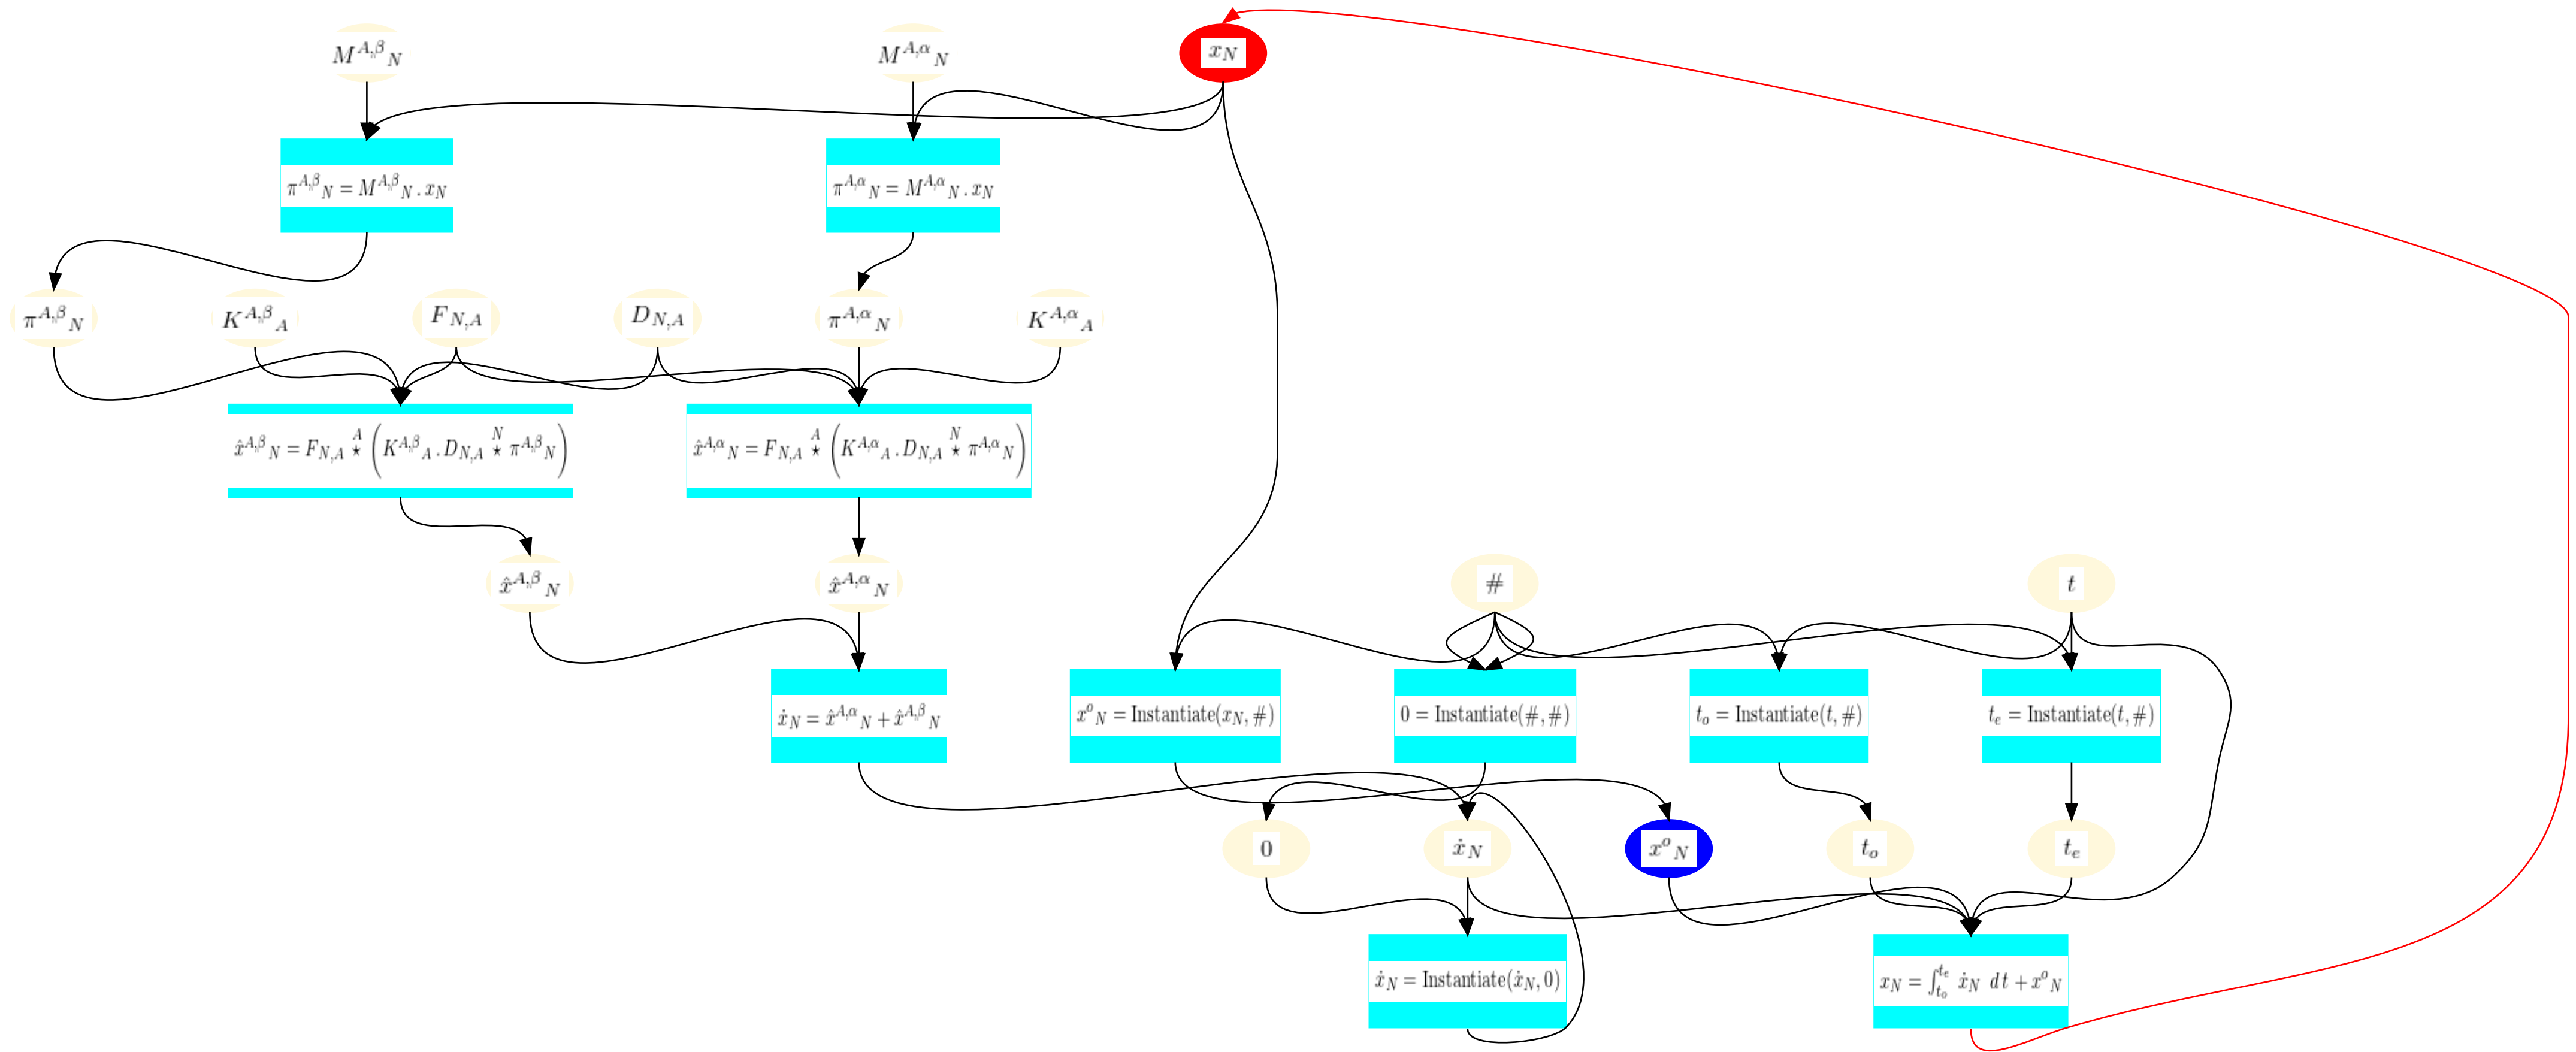 M^{A,β}_N
M^{A,α}_N
x_N
π^{A,β}_N = M^{A,β}_N . x_N
π^{A,α}_N = M^{A,α}_N . x_N
π^{A,β}_N
K^{A,β}_A
F_{N,A}
D_{N,A}
π^{A,α}_N
K^{A,α}_A
x̂^{A,β}_N = F_{N,A} ⋆^A (K^{A,β}_A . D_{N,A} ⋆^N π^{A,β}_N)
x̂^{A,α}_N = F_{N,A} ⋆^A (K^{A,α}_A . D_{N,A} ⋆^N π^{A,α}_N)
x̂^{A,β}_N
x̂^{A,α}_N
#
t
ẋ_N = x̂^{A,α}_N + x̂^{A,β}_N
x^o_N = Instantiate(x_N, #)
0 = Instantiate(#, #)
t_o = Instantiate(t, #)
t_e = Instantiate(t, #)
0
ẋ_N
x^o_N
t_o
t_e
ẋ_N = Instantiate(ẋ_N, 0)
x_N = ∫_{t_o}^{t_e} ẋ_N dt + x^o_N